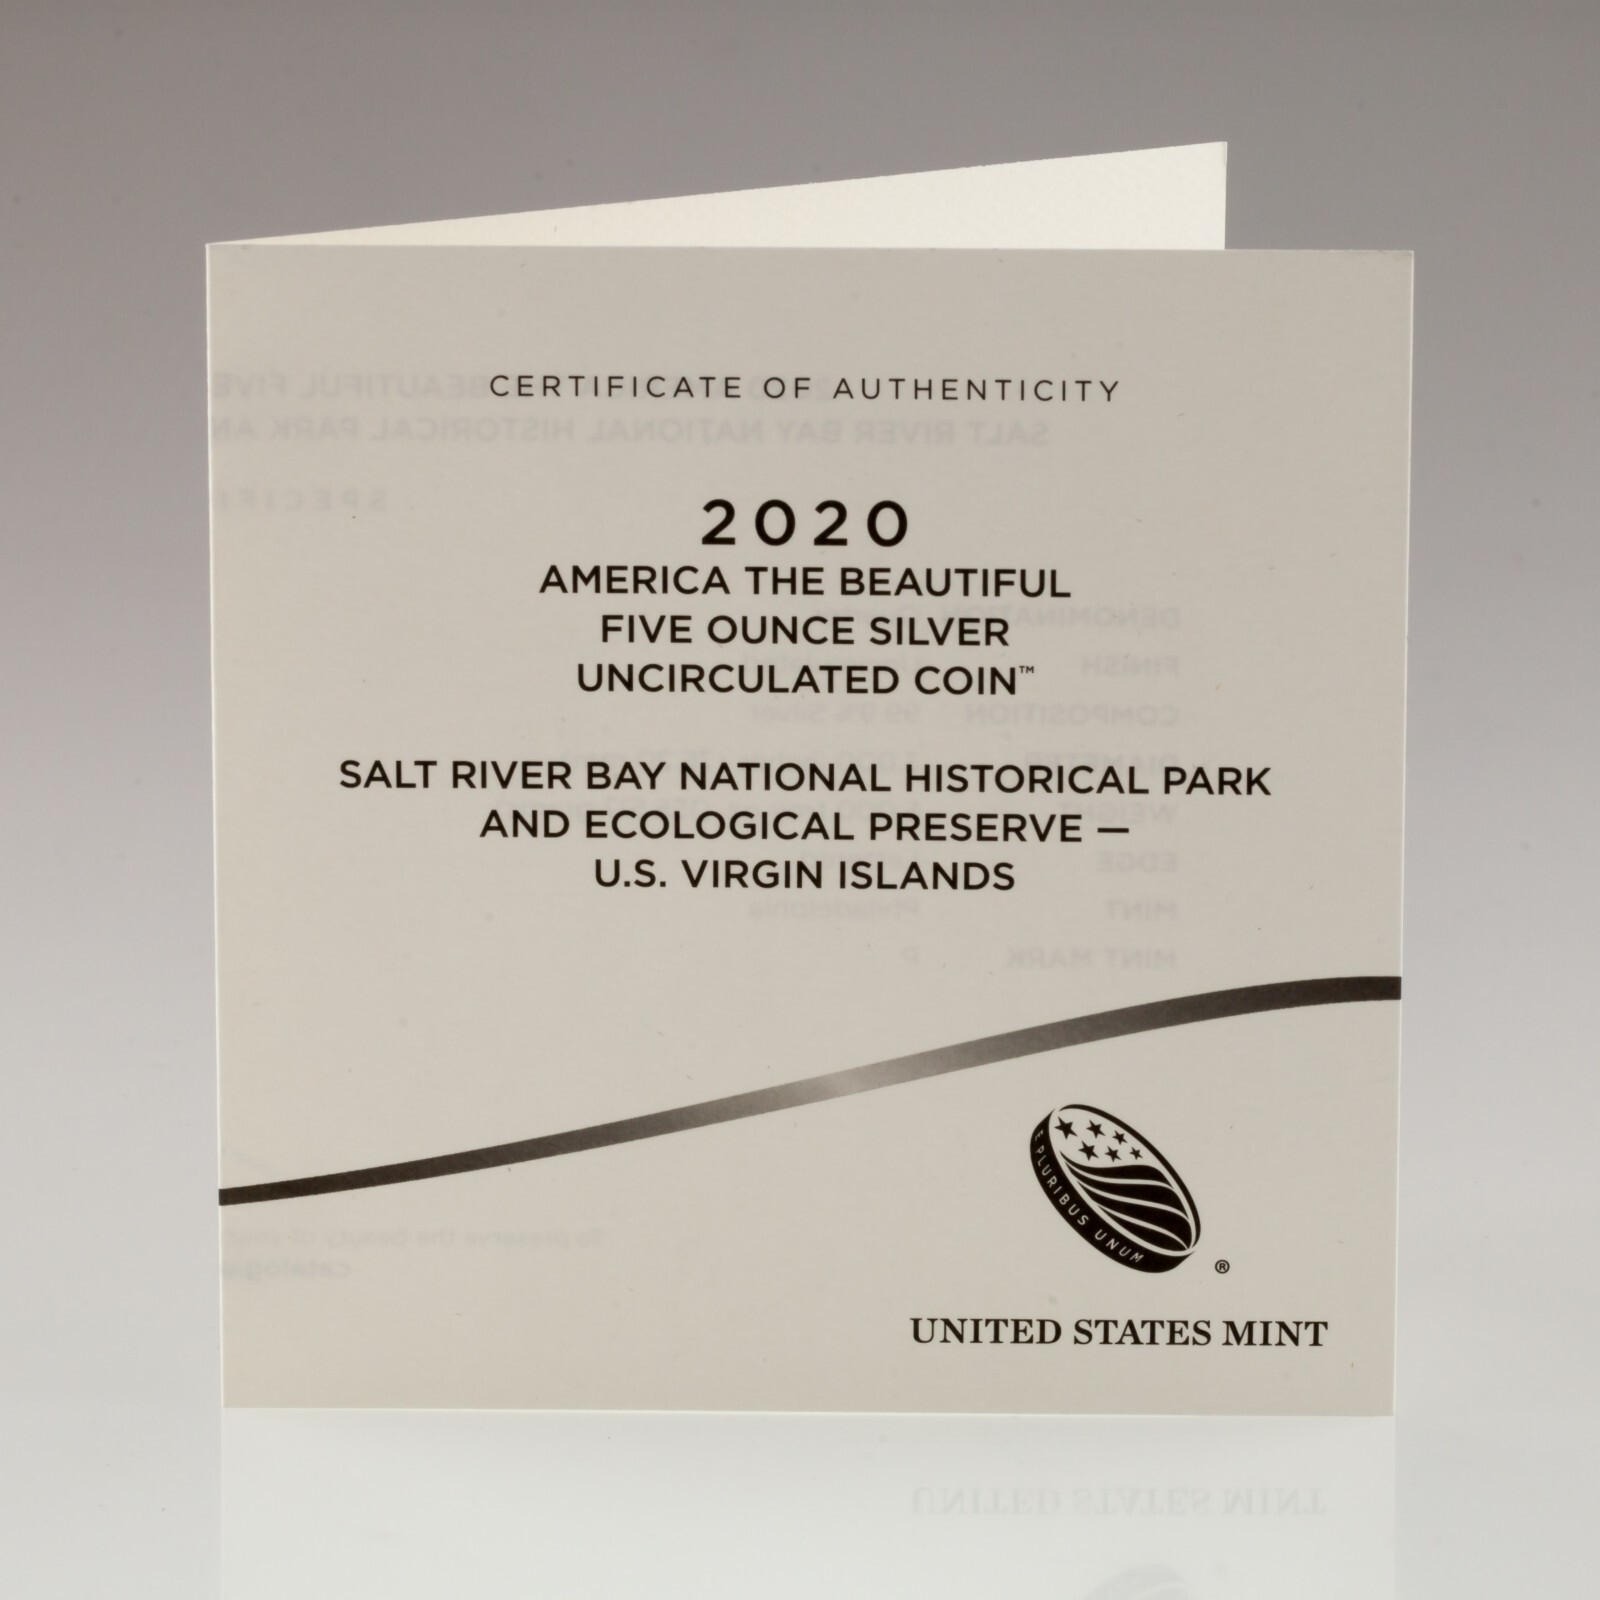 CERTIFICATE OF AUTHENTICITY
2020
AMERICA THE BEAUTIFUL
FIVE OUNCE SILVER
UNCIRCULATED COIN™
SALT RIVER BAY NATIONAL HISTORICAL PARK
AND ECOLOGICAL PRESERVE —
U.S. VIRGIN ISLANDS
E PLURIBUS UNUM
®
UNITED STATES MINT